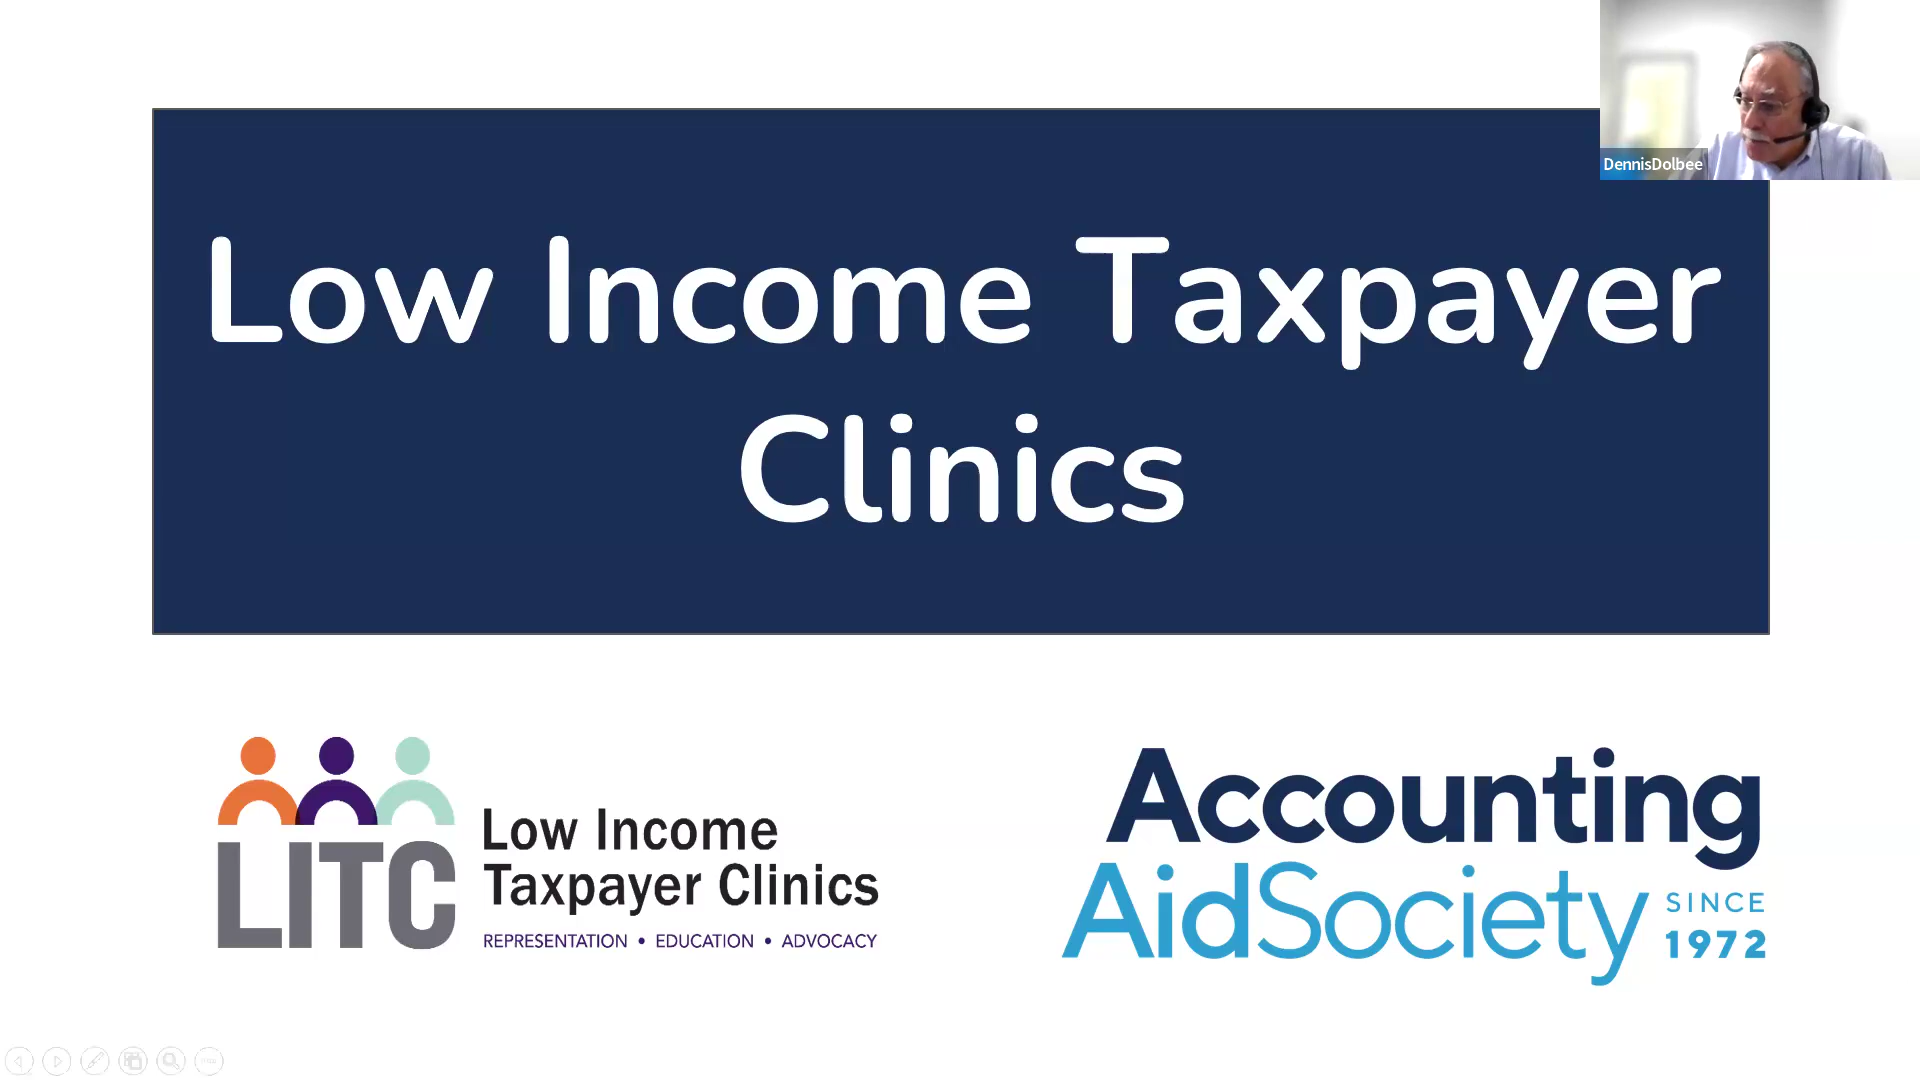 DennisDolbee
Low Income Taxpayer
Clinics
LITC
Low Income
Taxpayer Clinics
REPRESENTATION • EDUCATION • ADVOCACY
Accounting
AidSociety
SINCE
1972